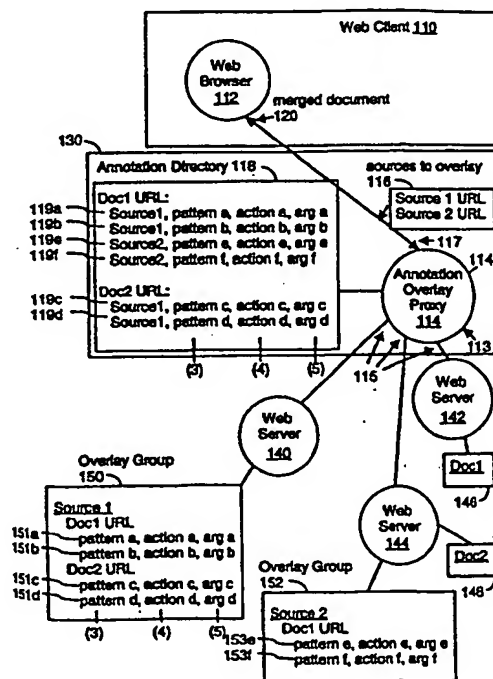 Web Client 110
Web
Browser
112
merged document
120
130
Annotation Directory 118
sources to overlay
116
Source 1 URL
Source 2 URL
117
Doc1 URL:
119a Source1, pattern a, action a, arg a
119b Source1, pattern b, action b, arg b
119e Source2, pattern e, action e, arg e
119f Source2, pattern f, action f, arg f
Doc2 URL:
119c Source1, pattern c, action c, arg c
119d Source1, pattern d, action d, arg d
(3) (4) (5)
114
Annotation
Overlay
Proxy
114
113
115
Web
Server
142
Doc1
146
Web
Server
140
Web
Server
144
Doc2
148
Overlay Group
150
Source 1
Doc1 URL
151a pattern a, action a, arg a
151b pattern b, action b, arg b
Doc2 URL
151c pattern c, action c, arg c
151d pattern d, action d, arg d
(3) (4) (5)
Overlay Group
152
Source 2
Doc1 URL
153e pattern e, action e, arg e
153f pattern f, action f, arg f